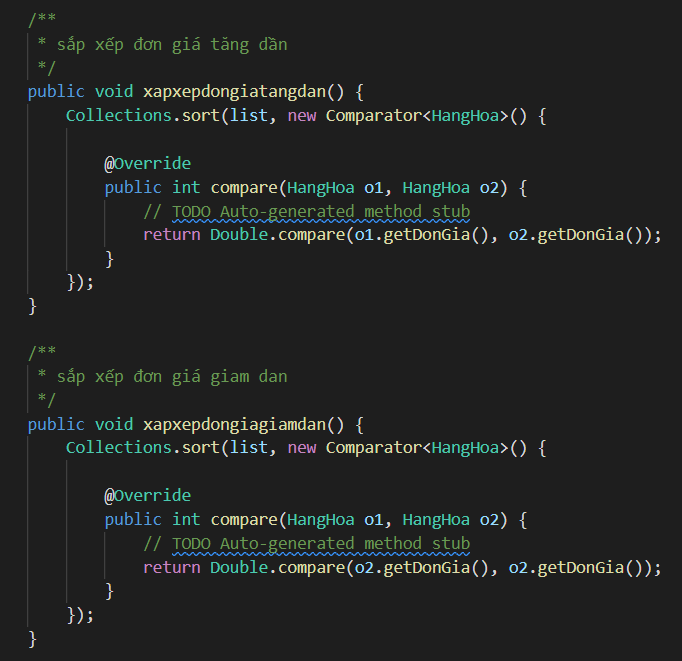 /**
 * sắp xếp đơn giá tăng dần
 */
public void xapxepdongiatangdan() {
    Collections.sort(list, new Comparator<HangHoa>() {
        @Override
        public int compare(HangHoa o1, HangHoa o2) {
            // TODO Auto-generated method stub
            return Double.compare(o1.getDonGia(), o2.getDonGia());
        }
    });
}
/**
 * sắp xếp đơn giá giam dan
 */
public void xapxepdongiagiamdan() {
    Collections.sort(list, new Comparator<HangHoa>() {
        @Override
        public int compare(HangHoa o1, HangHoa o2) {
            // TODO Auto-generated method stub
            return Double.compare(o2.getDonGia(), o2.getDonGia());
        }
    });
}